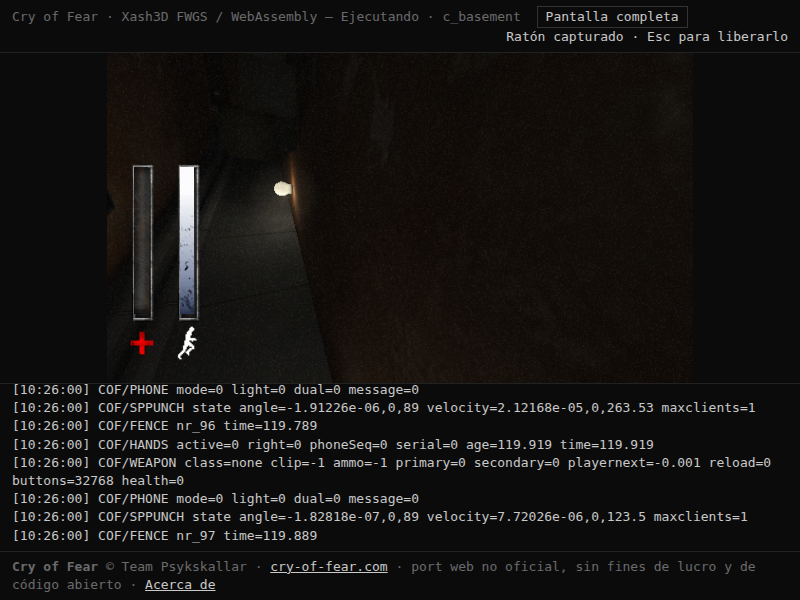 Cry of Fear · Xash3D FWGS / WebAssembly — Ejecutando · c_basement
Pantalla completa
Ratón capturado · Esc para liberarlo
[10:26:00] COF/PHONE mode=0 light=0 dual=0 message=0
[10:26:00] COF/SPPUNCH state angle=-1.91226e-06,0,89 velocity=2.12168e-05,0,263.53 maxclients=1
[10:26:00] COF/FENCE nr_96 time=119.789
[10:26:00] COF/HANDS active=0 right=0 phoneSeq=0 serial=0 age=119.919 time=119.919
[10:26:00] COF/WEAPON class=none clip=-1 ammo=-1 primary=0 secondary=0 playernext=-0.001 reload=0
buttons=32768 health=0
[10:26:00] COF/PHONE mode=0 light=0 dual=0 message=0
[10:26:00] COF/SPPUNCH state angle=-1.82818e-07,0,89 velocity=7.72026e-06,0,123.5 maxclients=1
[10:26:00] COF/FENCE nr_97 time=119.889
Cry of Fear © Team Psykskallar · cry-of-fear.com · port web no oficial, sin fines de lucro y de
código abierto · Acerca de